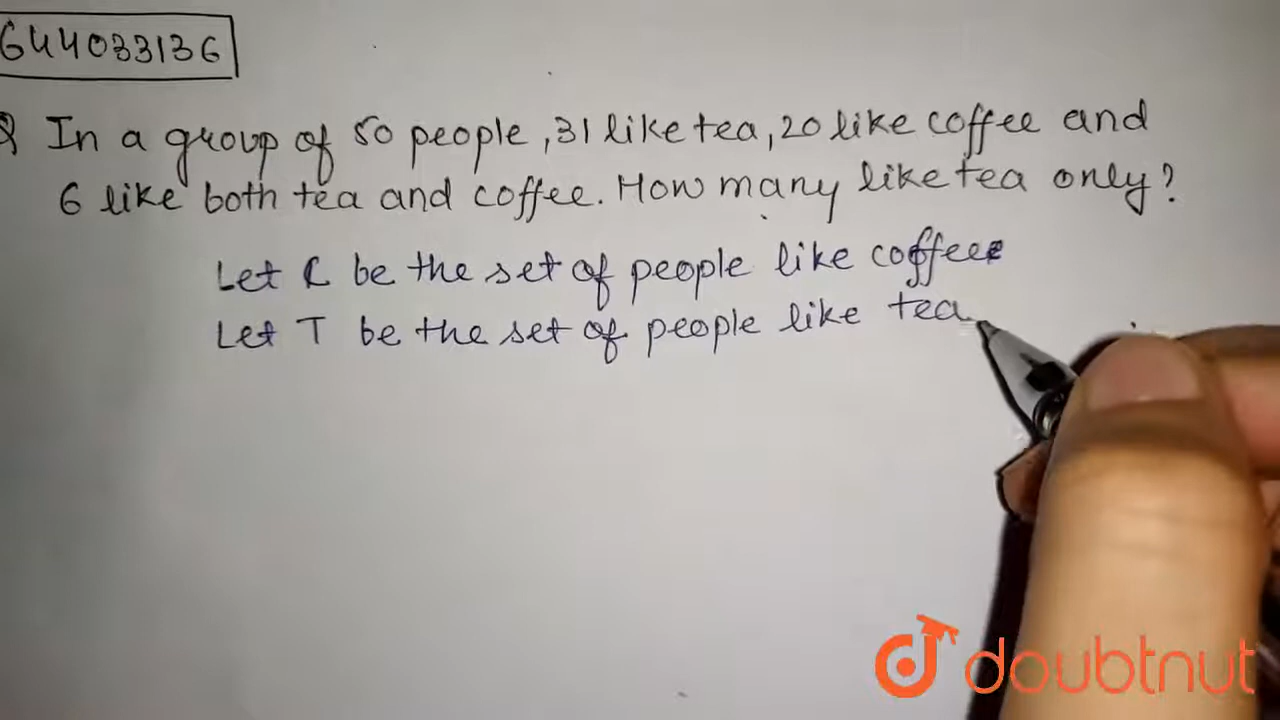 644033136
Q In a group of 50 people, 31 like tea, 20 like coffee and
6 like both tea and coffee. How many like tea only?
Let C be the set of people like coffee
Let T be the set of people like tea
doubtnut